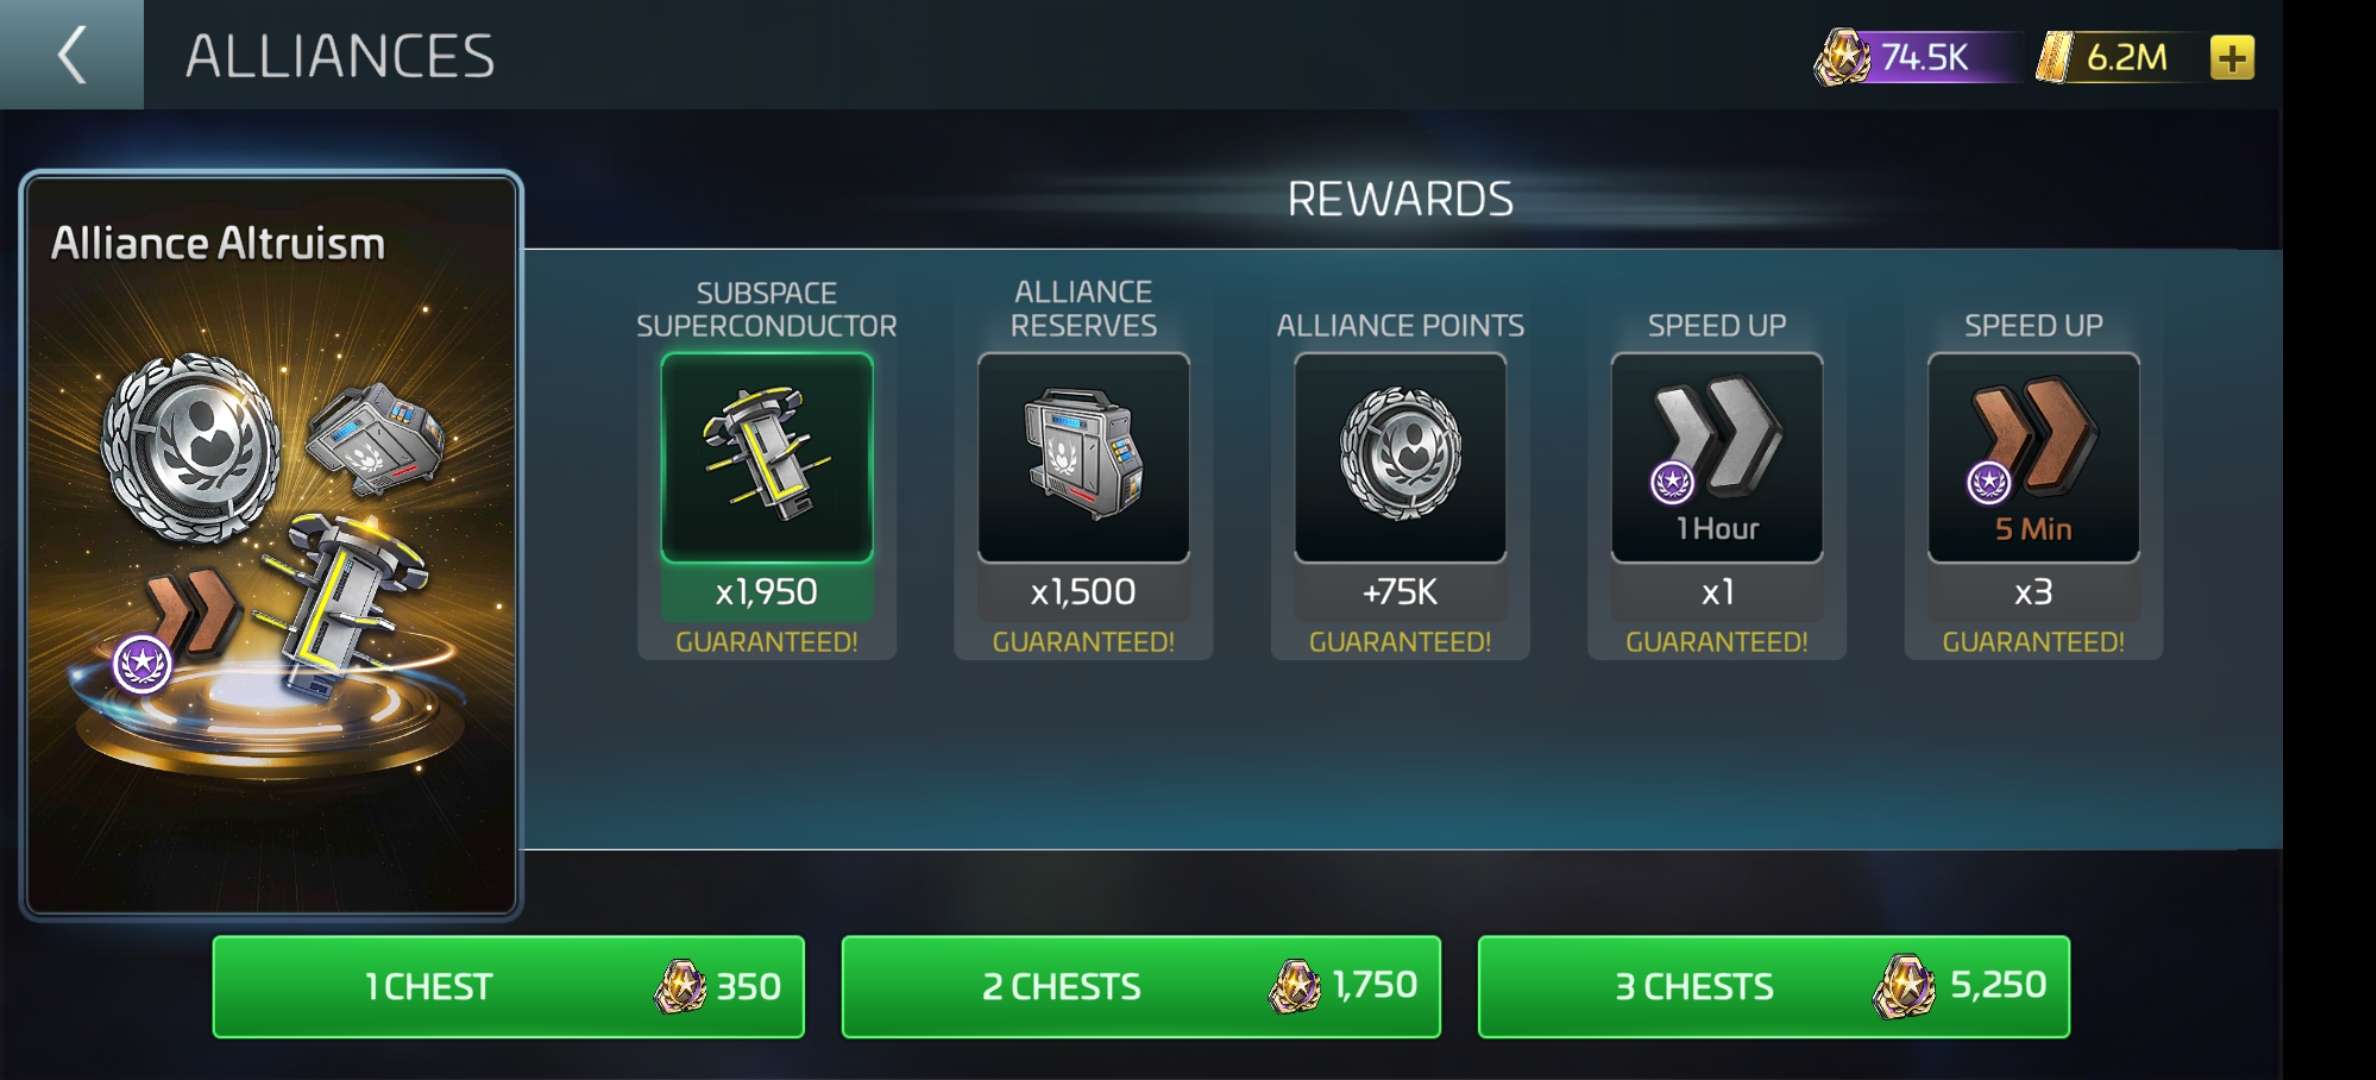 ALLIANCES
74.5K
6.2M
Alliance Altruism
REWARDS
SUBSPACE
SUPERCONDUCTOR
x1,950
GUARANTEED!
ALLIANCE
RESERVES
x1,500
GUARANTEED!
ALLIANCE POINTS
+75K
GUARANTEED!
SPEED UP
1 Hour
x1
GUARANTEED!
SPEED UP
5 Min
x3
GUARANTEED!
1 CHEST 350
2 CHESTS 1,750
3 CHESTS 5,250